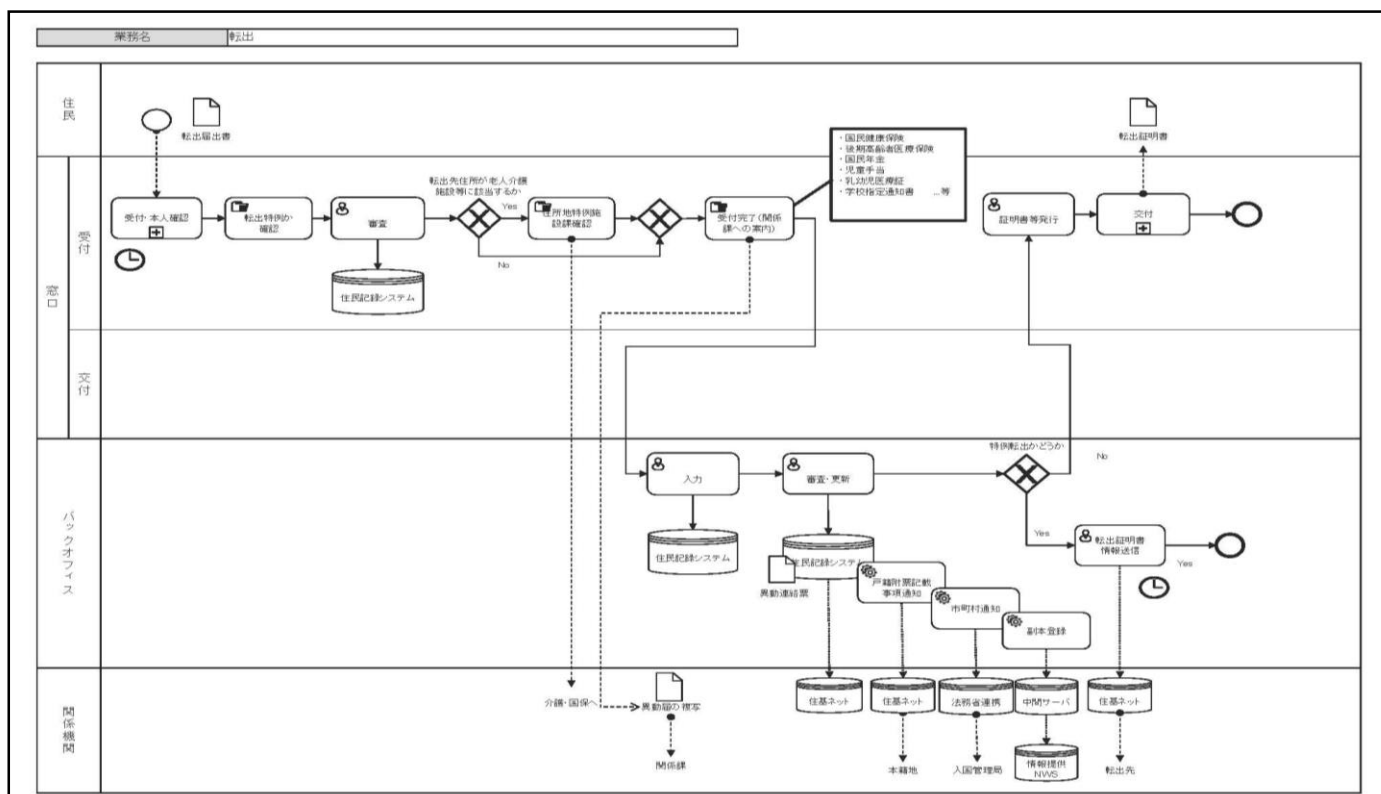 業務名
転出
住民
転出届出書
転出証明書
・国民健康保険
・後期高齢者医療保険
・国民年金
・児童手当
・乳幼児医療証
・学校指定通知書 …等
窓口
受付
転出先住所が老人介護
施設等に該当するか
Yes
No
受付・本人確認
転出特例か
確認
審査
住民記録システム
住所地特例施
設課確認
受付完了(関係
課への案内)
証明書等発行
交付
交付
バックオフィス
入力
住民記録システム
審査・更新
住民記録システム
異動連絡票
戸籍附票記載
事項通知
市町村通知
副本登録
特例転出かどうか
No
Yes
転出証明書
情報送信
Yes
関係機関
介護・国保へ
異動届の複写
関係課
住基ネット
住基ネット
本籍地
法務省連携
入国管理局
中間サーバ
情報提供
NWS
住基ネット
転出先